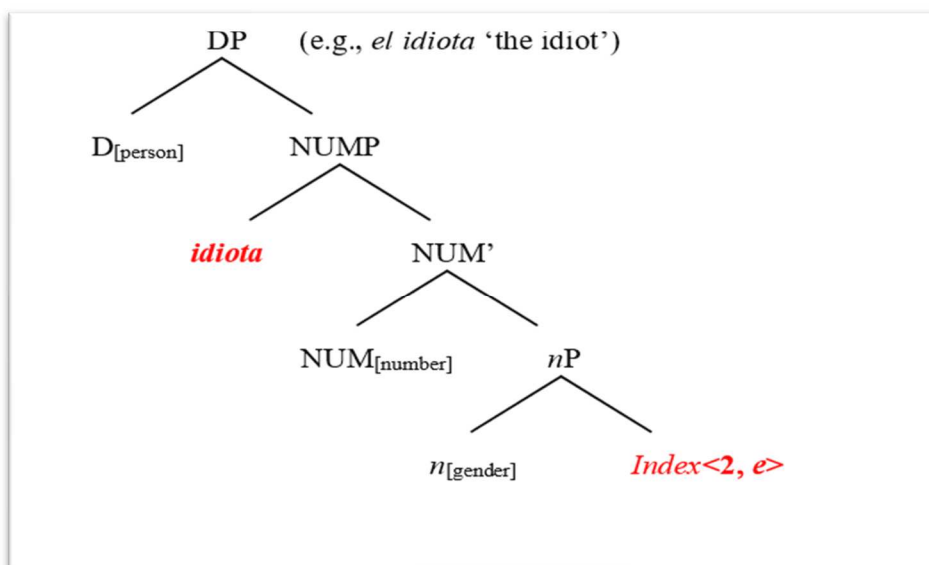 DP (e.g., el idiota ‘the idiot’)
D[person] NUMP
idiota NUM’
NUM[number] nP
n[gender] Index<2, e>